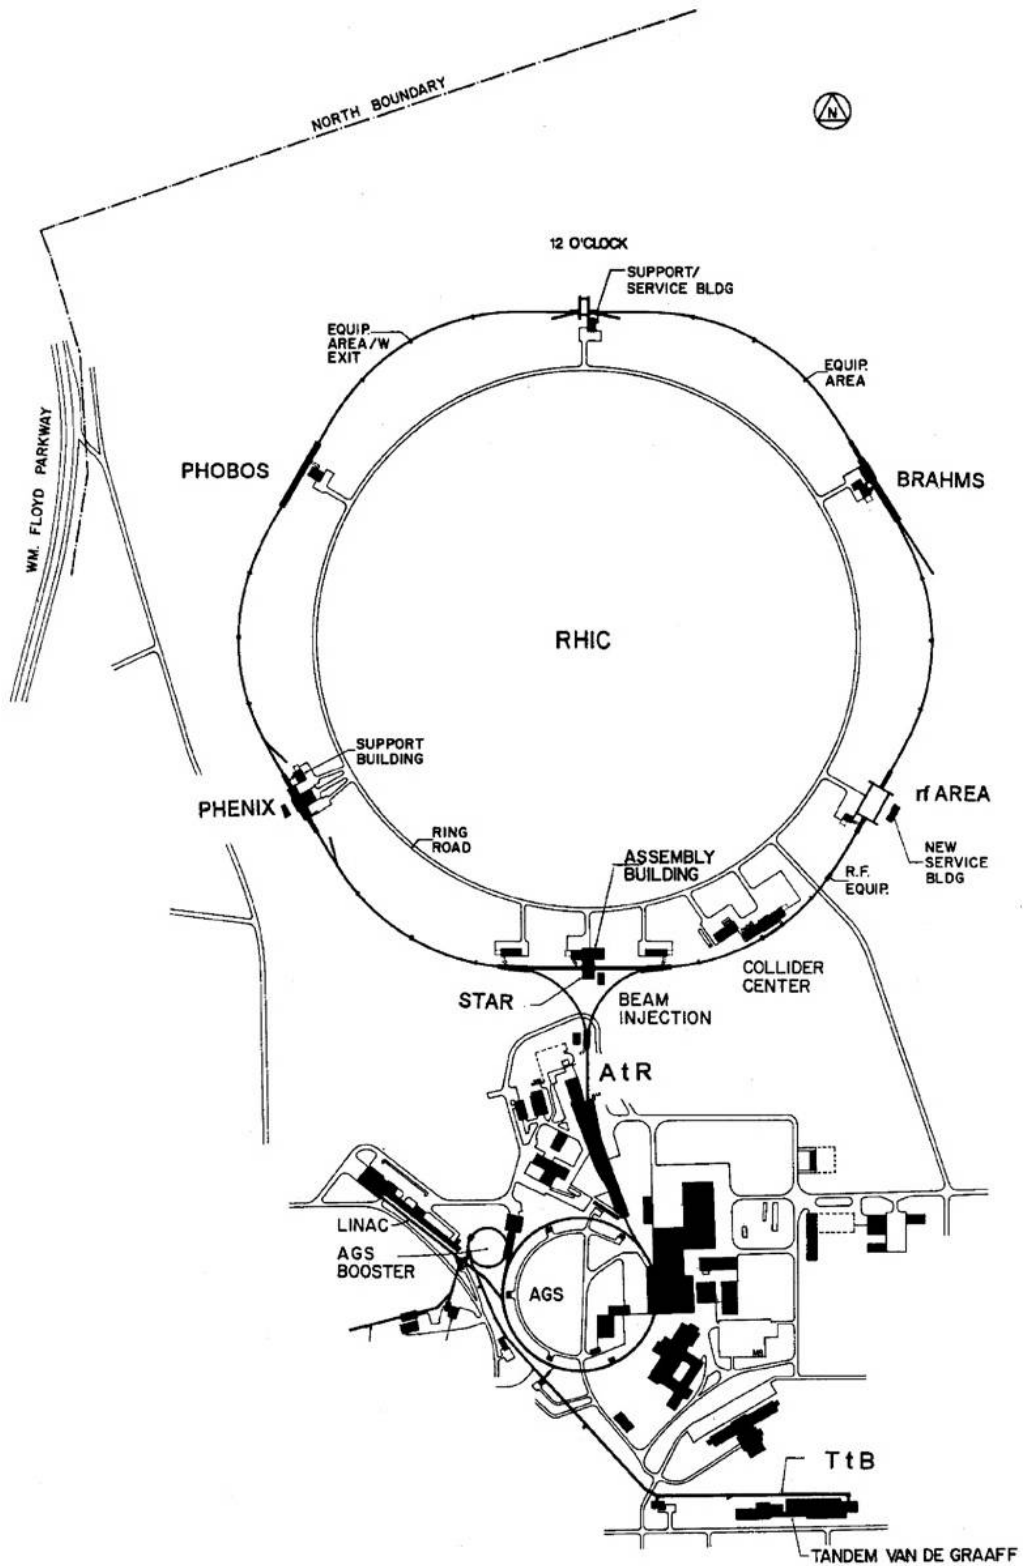 NORTH BOUNDARY
N
12 O'CLOCK
SUPPORT/
SERVICE BLDG
EQUIP.
AREA/W
EXIT
EQUIP.
AREA
WM. FLOYD PARKWAY
PHOBOS
BRAHMS
RHIC
SUPPORT
BUILDING
PHENIX
rf AREA
RING
ROAD
NEW
SERVICE
BLDG
ASSEMBLY
BUILDING
R.F.
EQUIP.
COLLIDER
CENTER
STAR
BEAM
INJECTION
AtR
LINAC
AGS
BOOSTER
AGS
TtB
TANDEM VAN DE GRAAFF